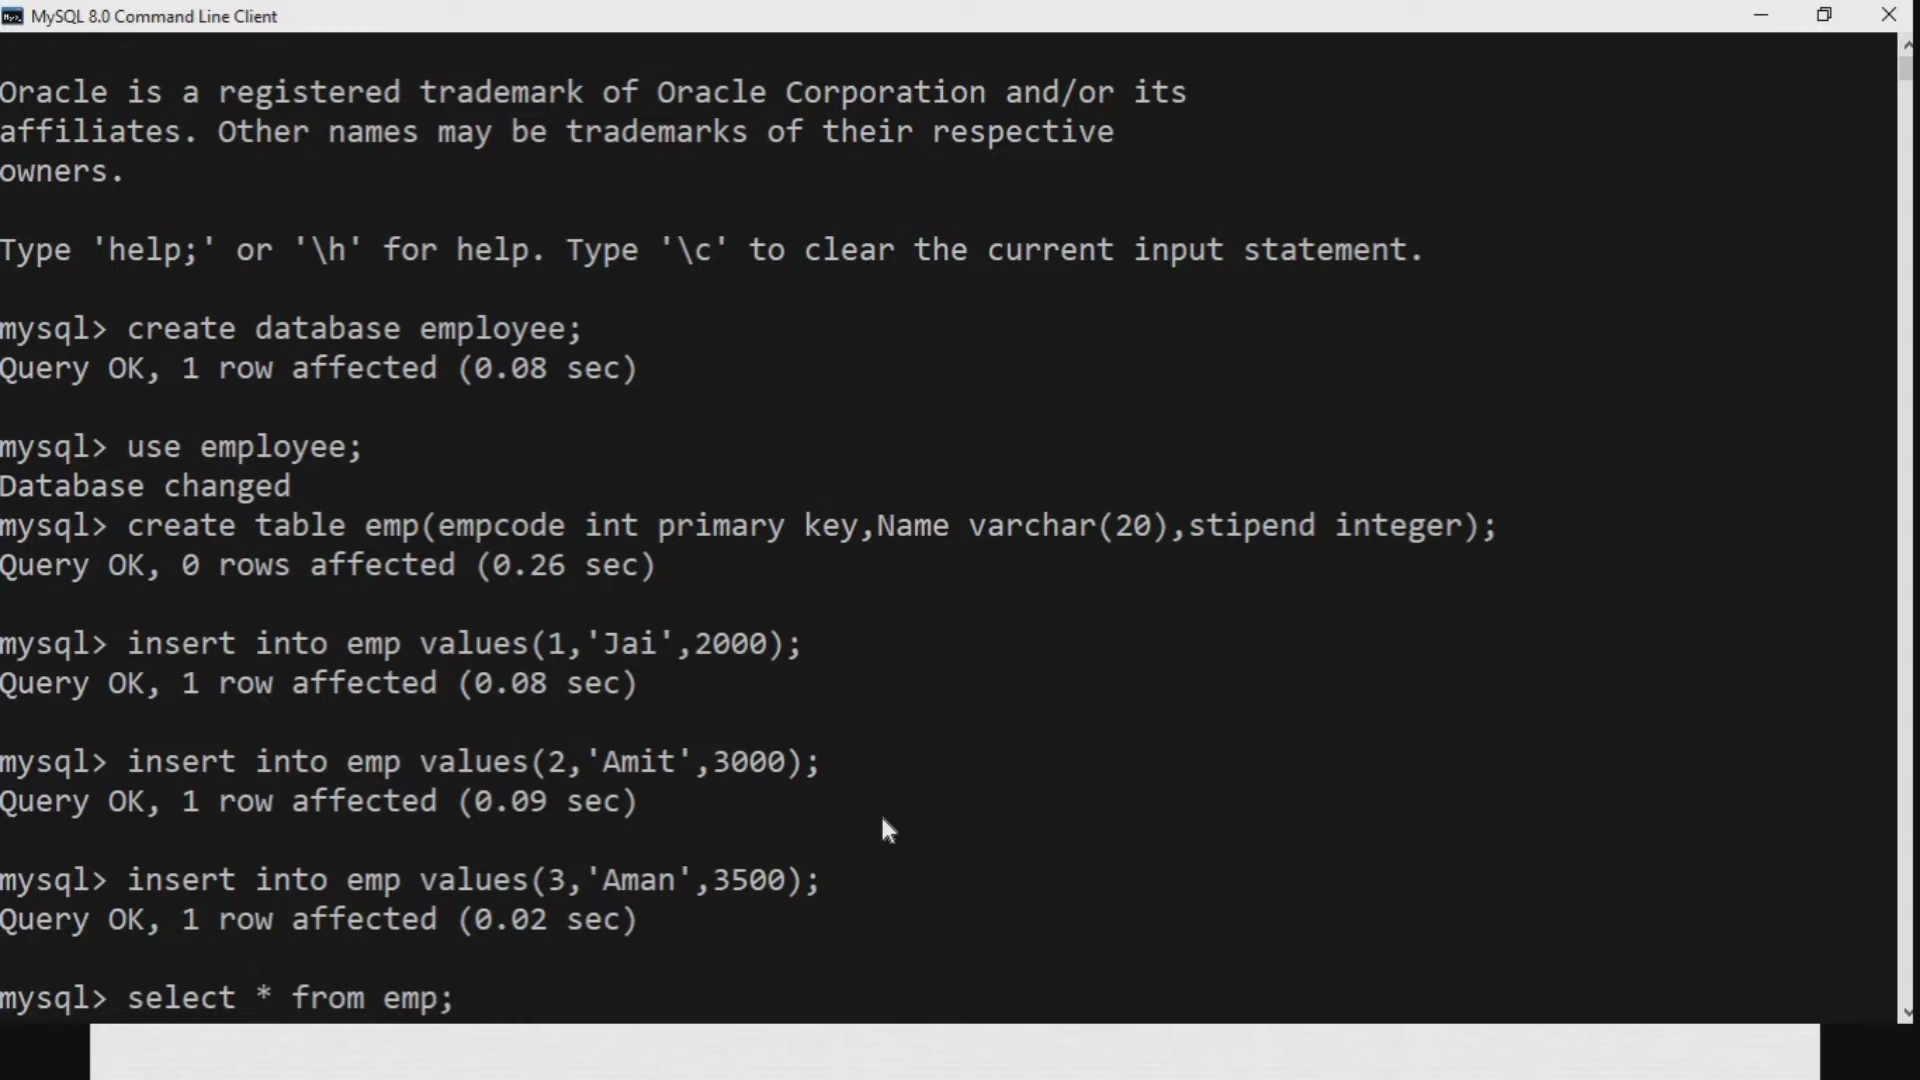 MySQL 8.0 Command Line Client
Oracle is a registered trademark of Oracle Corporation and/or its
affiliates. Other names may be trademarks of their respective
owners.
Type 'help;' or '\h' for help. Type '\c' to clear the current input statement.
mysql> create database employee;
Query OK, 1 row affected (0.08 sec)
mysql> use employee;
Database changed
mysql> create table emp(empcode int primary key,Name varchar(20),stipend integer);
Query OK, 0 rows affected (0.26 sec)
mysql> insert into emp values(1,'Jai',2000);
Query OK, 1 row affected (0.08 sec)
mysql> insert into emp values(2,'Amit',3000);
Query OK, 1 row affected (0.09 sec)
mysql> insert into emp values(3,'Aman',3500);
Query OK, 1 row affected (0.02 sec)
mysql> select * from emp;